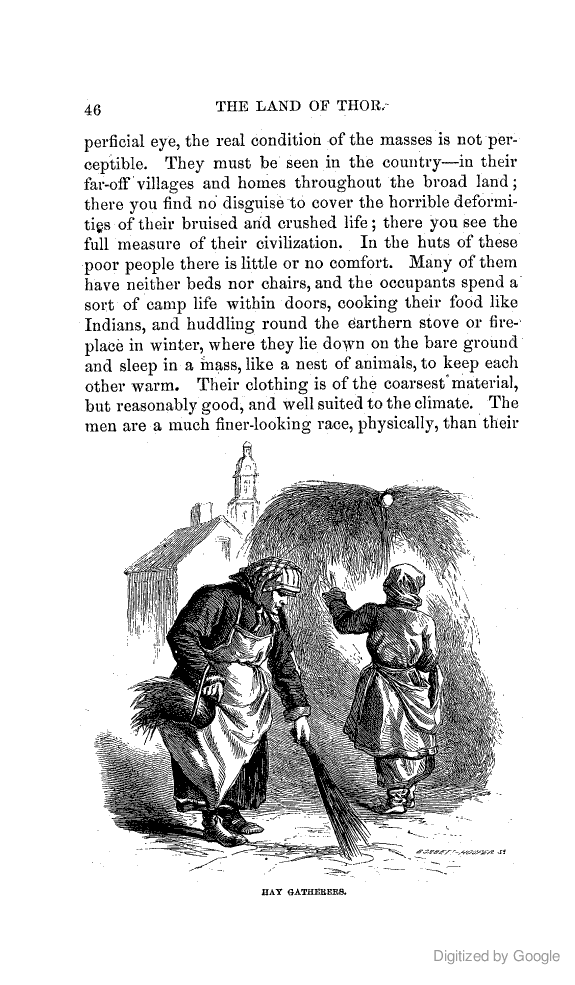 46 THE LAND OF THOR.
perficial eye, the real condition of the masses is not per-
ceptible. They must be seen in the country—in their
far-off villages and homes throughout the broad land;
there you find no disguise to cover the horrible deformi-
ties of their bruised and crushed life; there you see the
full measure of their civilization. In the huts of these
poor people there is little or no comfort. Many of them
have neither beds nor chairs, and the occupants spend a
sort of camp life within doors, cooking their food like
Indians, and huddling round the earthern stove or fire-
place in winter, where they lie down on the bare ground
and sleep in a mass, like a nest of animals, to keep each
other warm. Their clothing is of the coarsest material,
but reasonably good, and well suited to the climate. The
men are a much finer-looking race, physically, than their
HAY GATHERERS.
Digitized by Google